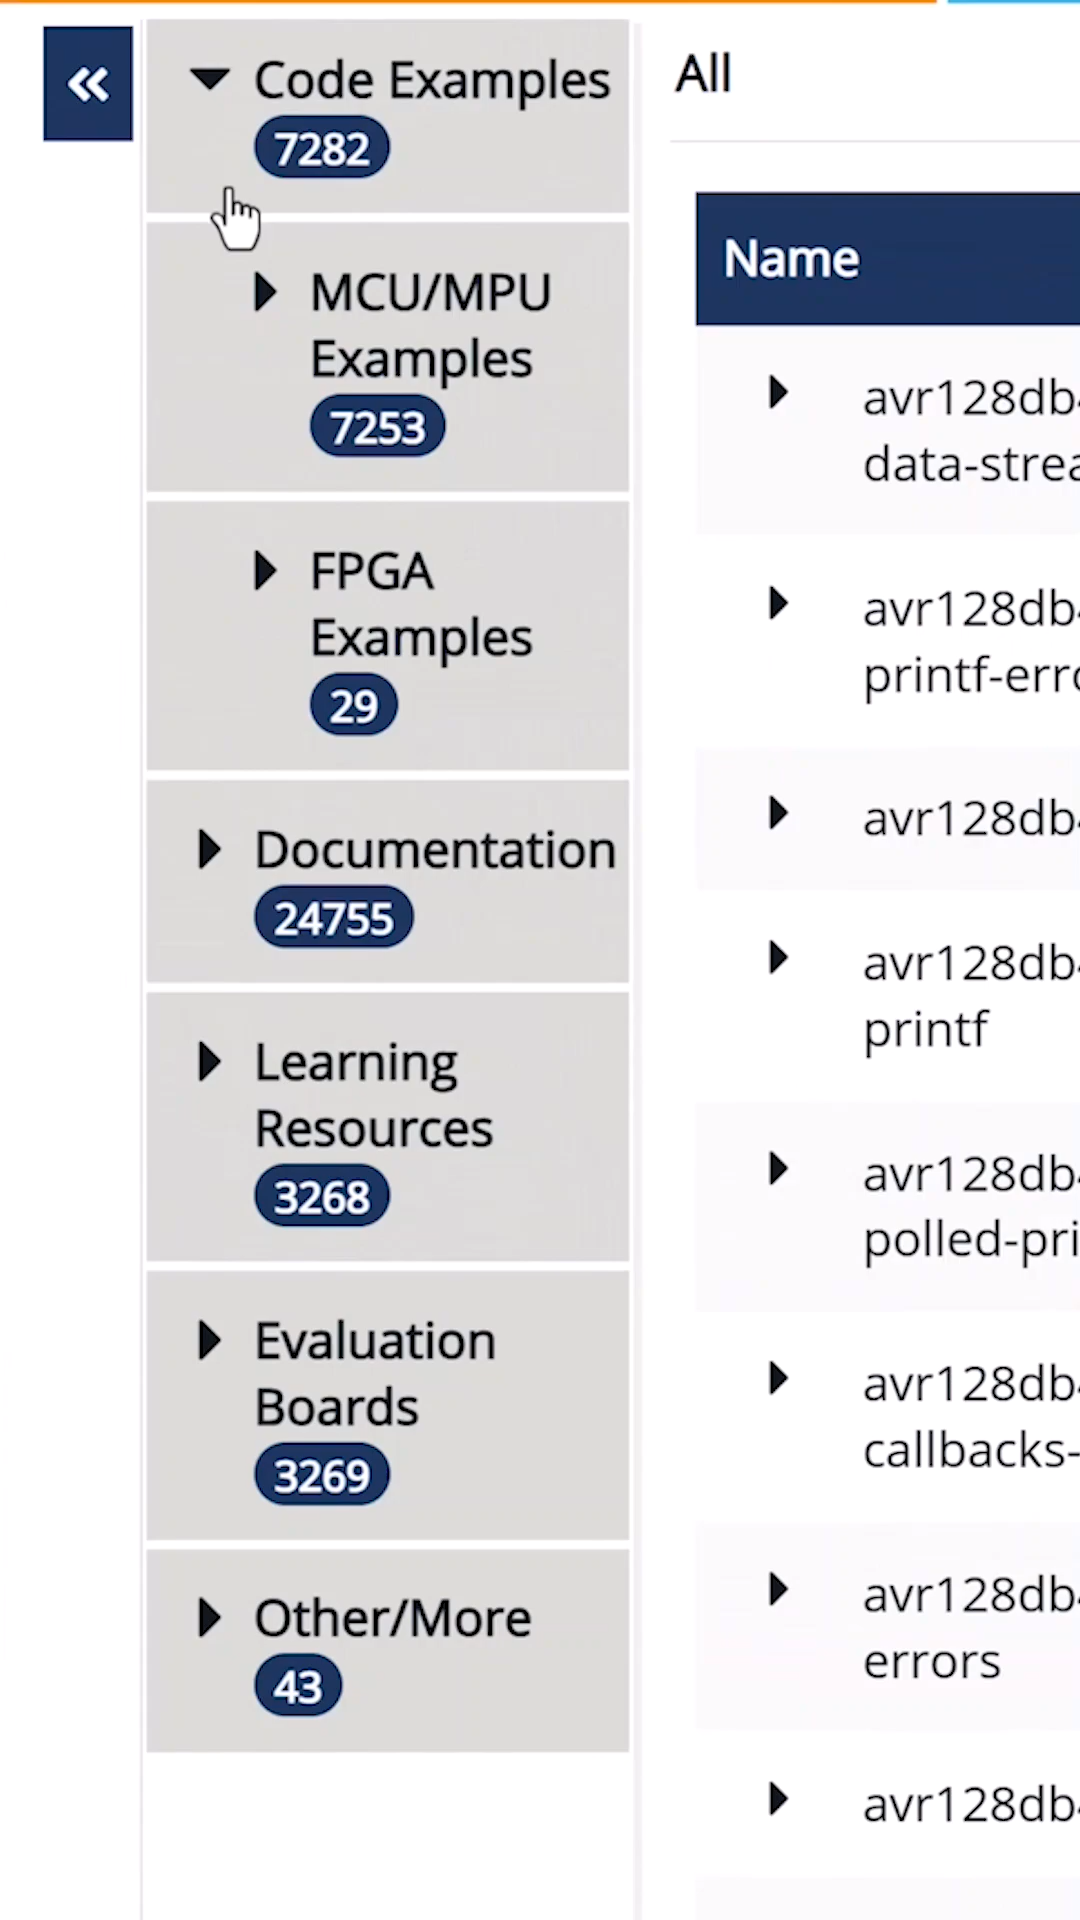 Code Examples
7282
MCU/MPU
Examples
7253
FPGA
Examples
29
Documentation
24755
Learning
Resources
3268
Evaluation
Boards
3269
Other/More
43
All
Name
avr128db
data-strea
avr128db
printf-erro
avr128db
avr128db
printf
avr128db
polled-pri
avr128db
callbacks-
avr128db
errors
avr128db